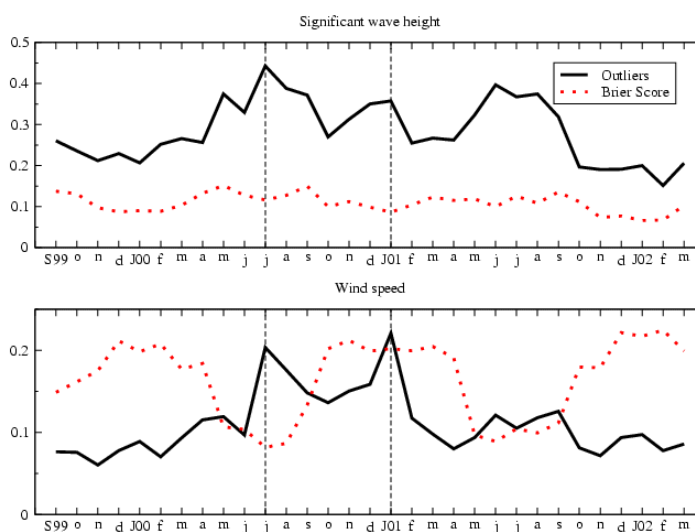 Significant wave height
0.5
0.4
0.3
0.2
0.1
0
Outliers
Brier Score
S99 o n d J00 f m a m j j a s o n d J01 f m a m j j a s o n d J02 f m
Wind speed
0.2
0.1
0
S99 o n d J00 f m a m j j a s o n d J01 f m a m j j a s o n d J02 f m